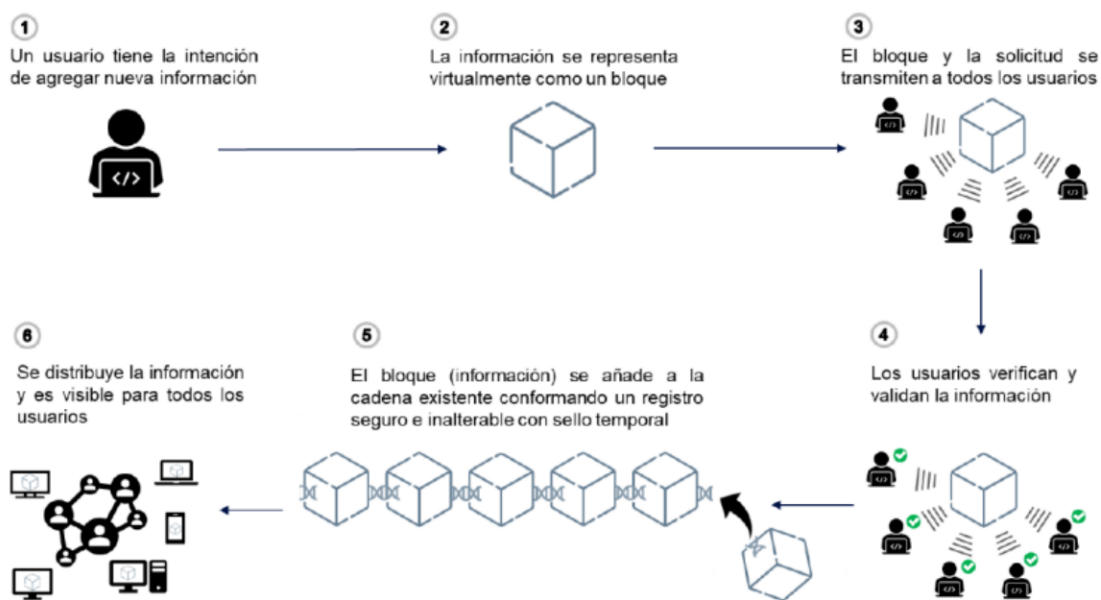 1
Un usuario tiene la intención
de agregar nueva información
2
La información se representa
virtualmente como un bloque
3
El bloque y la solicitud se
transmiten a todos los usuarios
4
Los usuarios verifican y
validan la información
5
El bloque (información) se añade a la
cadena existente conformando un registro
seguro e inalterable con sello temporal
6
Se distribuye la información
y es visible para todos los
usuarios